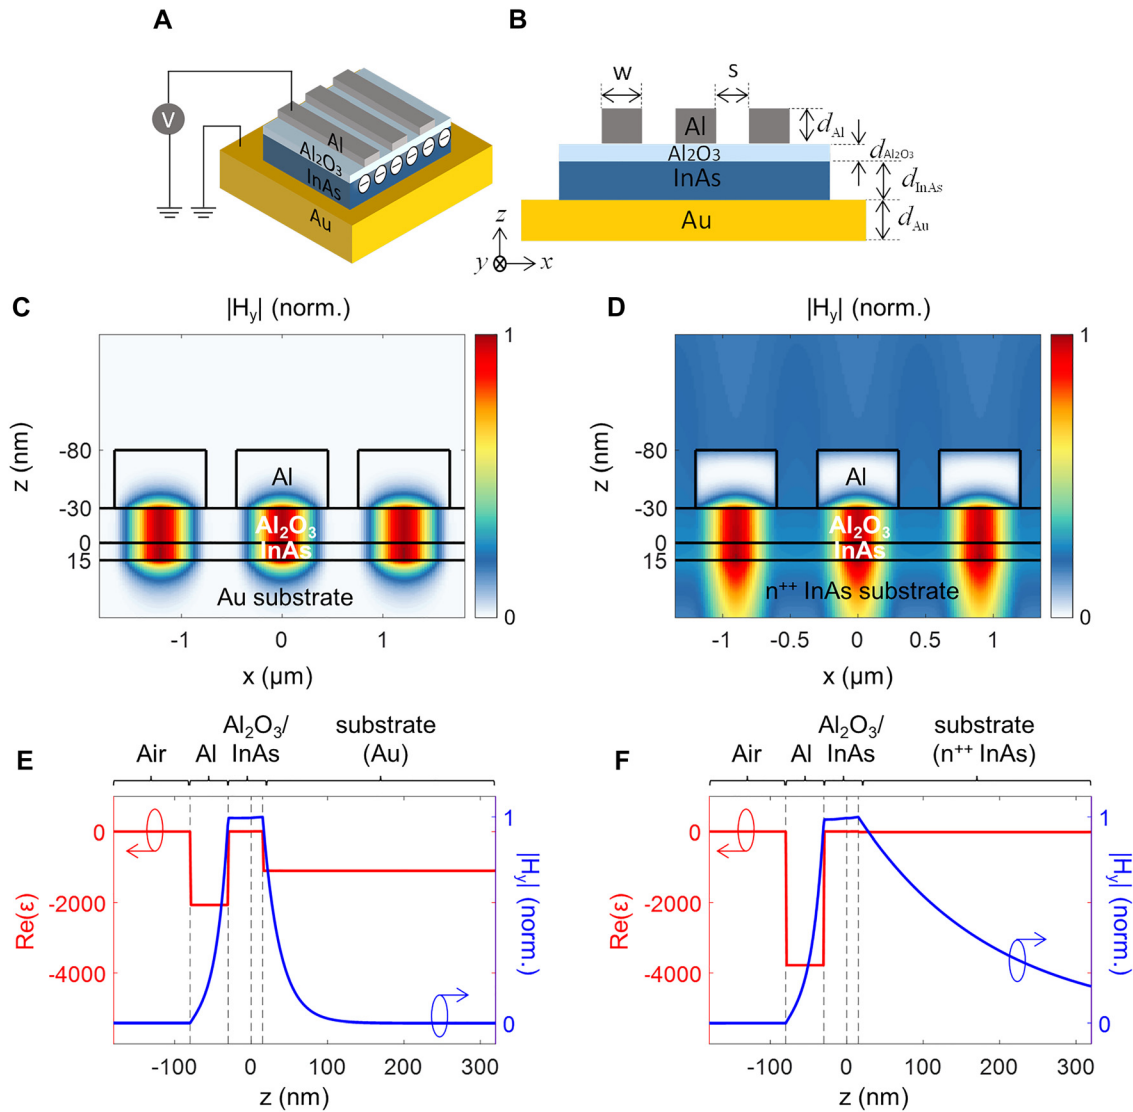 A
V
Al
Al₂O₃
InAs
Au
B
w
s
Al
Al₂O₃
InAs
Au
d_Al
d_Al₂O₃
d_InAs
d_Au
z
y
x
C
|Hy| (norm.)
z (nm)
-80
-30
0
15
Al
Al₂O₃
InAs
Au substrate
1
0
-1
0
1
x (μm)
D
|Hy| (norm.)
z (nm)
-80
-30
0
15
Al
Al₂O₃
InAs
n⁺⁺ InAs substrate
1
0
-1
-0.5
0
0.5
1
x (μm)
E
Air
Al
Al₂O₃/
InAs
substrate
(Au)
Re(ε)
0
-2000
-4000
1
0
|Hy| (norm.)
-100
0
100
200
300
z (nm)
F
Air
Al
Al₂O₃/
InAs
substrate
(n⁺⁺ InAs)
Re(ε)
0
-2000
-4000
1
0
|Hy| (norm.)
-100
0
100
200
300
z (nm)